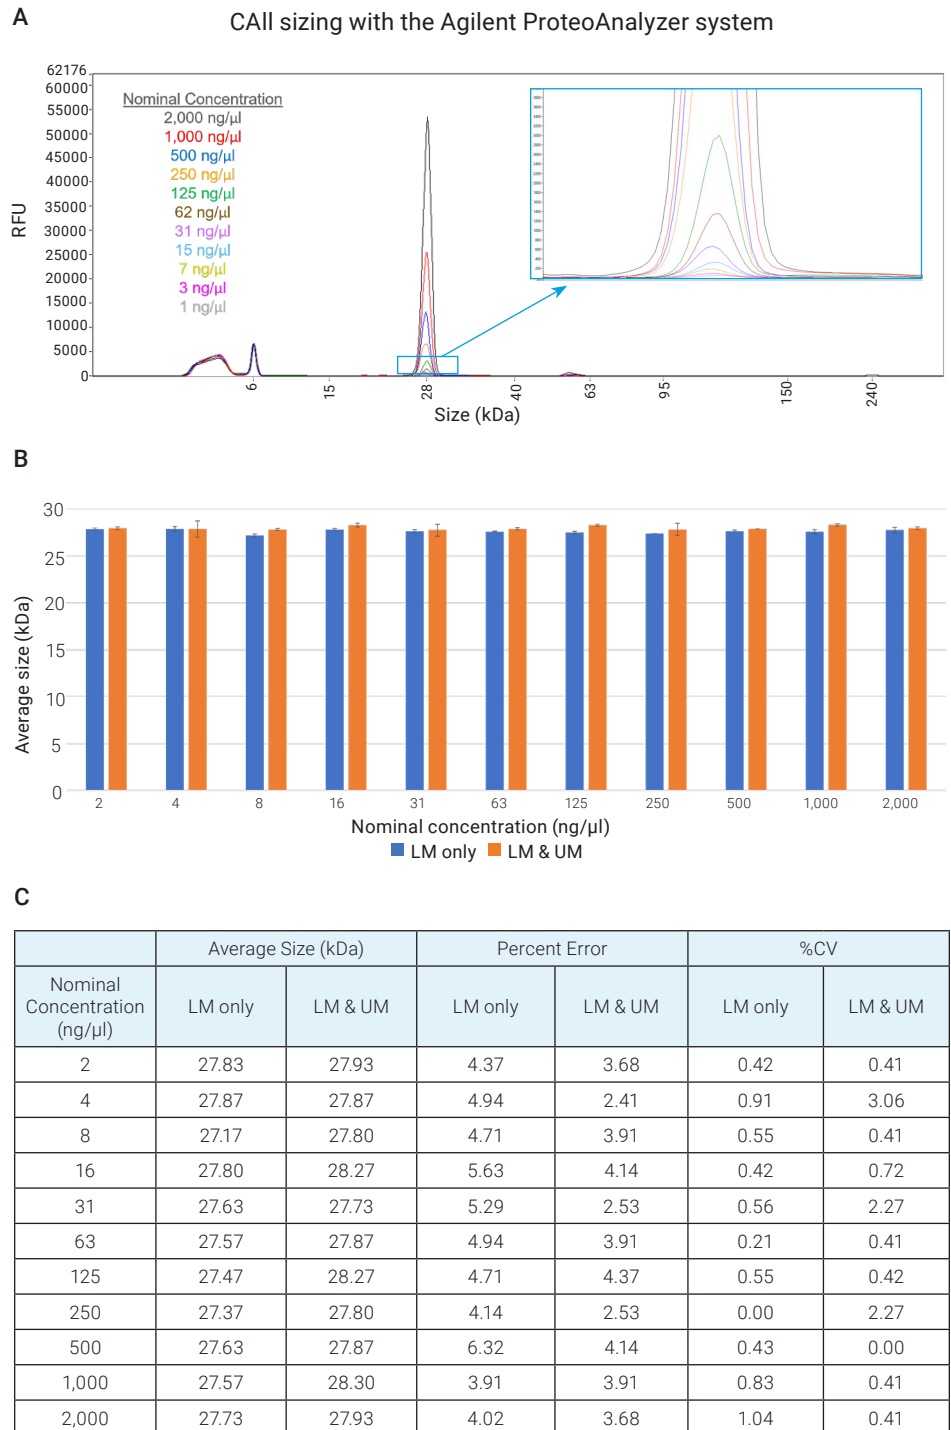 A
CAII sizing with the Agilent ProteoAnalyzer system
62176
60000
55000
50000
45000
40000
35000
30000
25000
20000
15000
10000
5000
0
RFU
Nominal Concentration
2,000 ng/µl
1,000 ng/µl
500 ng/µl
250 ng/µl
125 ng/µl
62 ng/µl
31 ng/µl
15 ng/µl
7 ng/µl
3 ng/µl
1 ng/µl
6 15 28 40 63 95 150 240
Size (kDa)
B
30
25
20
15
10
5
0
Average size (kDa)
2 4 8 16 31 63 125 250 500 1,000 2,000
Nominal concentration (ng/µl)
LM only LM & UM
C
Average Size (kDa) Percent Error %CV
Nominal
Concentration
(ng/µl)
LM only LM & UM LM only LM & UM LM only LM & UM
2 27.83 27.93 4.37 3.68 0.42 0.41
4 27.87 27.87 4.94 2.41 0.91 3.06
8 27.17 27.80 4.71 3.91 0.55 0.41
16 27.80 28.27 5.63 4.14 0.42 0.72
31 27.63 27.73 5.29 2.53 0.56 2.27
63 27.57 27.87 4.94 3.91 0.21 0.41
125 27.47 28.27 4.71 4.37 0.55 0.42
250 27.37 27.80 4.14 2.53 0.00 2.27
500 27.63 27.87 6.32 4.14 0.43 0.00
1,000 27.57 28.30 3.91 3.91 0.83 0.41
2,000 27.73 27.93 4.02 3.68 1.04 0.41